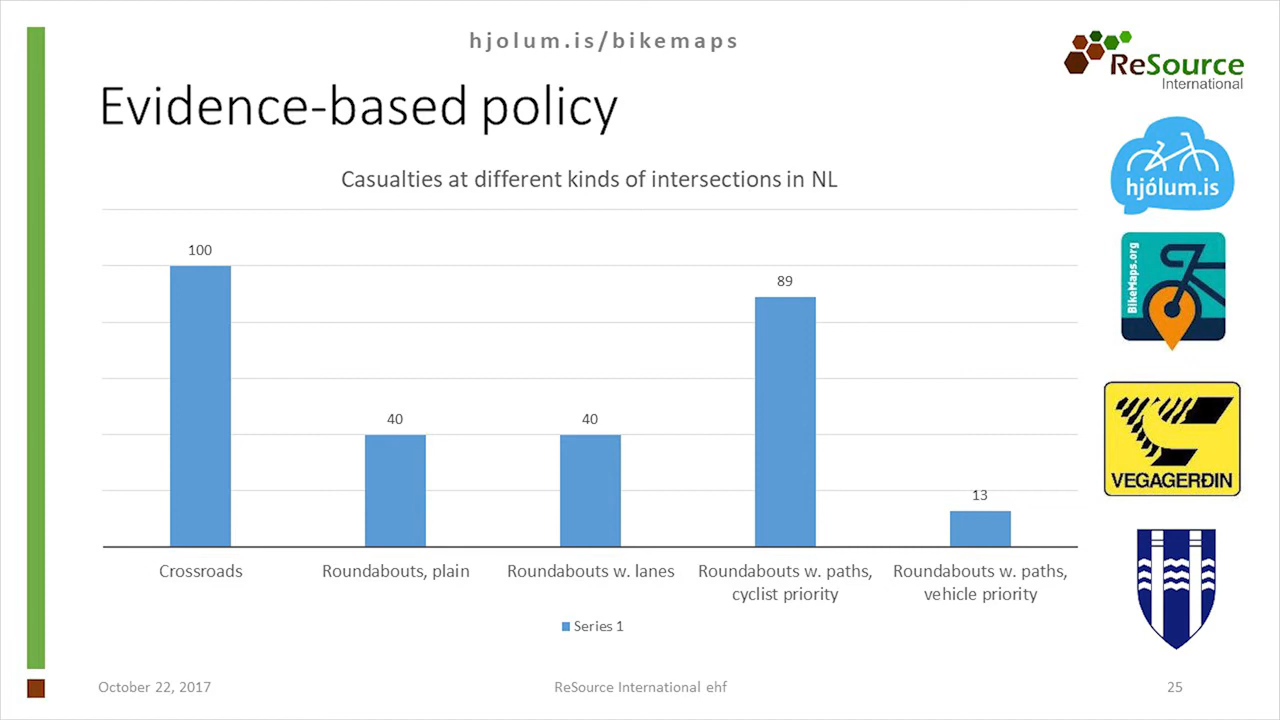 hjolum.is/bikemaps
ReSource
International
Evidence-based policy
Casualties at different kinds of intersections in NL
100
40
40
89
13
Crossroads
Roundabouts, plain
Roundabouts w. lanes
Roundabouts w. paths,
cyclist priority
Roundabouts w. paths,
vehicle priority
Series 1
hjólum.is
BikeMaps.org
VEGAGERÐIN
October 22, 2017
ReSource International ehf
25